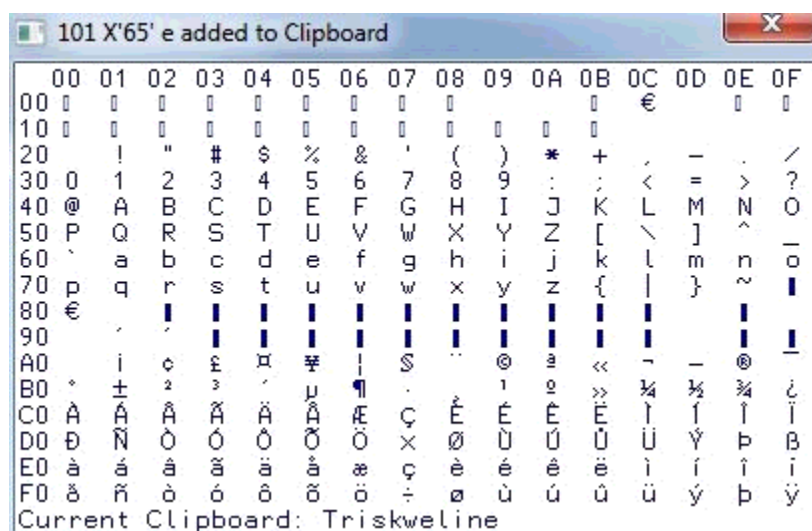 101 X'65' e added to Clipboard
00 01 02 03 04 05 06 07 08 09 0A 0B 0C 0D 0E 0F
00 ▯ ▯ ▯ ▯ ▯ ▯ ▯ ▯ ▯ ▯ € ▯ ▯
10 ▯ ▯ ▯ ▯ ▯ ▯ ▯ ▯ ▯ ▯ ▯ ▯
20 ! " # $ % & ' ( ) * + , – . /
30 0 1 2 3 4 5 6 7 8 9 : ; < = > ?
40 @ A B C D E F G H I J K L M N O
50 P Q R S T U V W X Y Z [ \ ] ^ _
60 ` a b c d e f g h i j k l m n o
70 p q r s t u v w x y z { | } ~ ▮
80 € ▮ ▮ ▮ ▮ ▮ ▮ ▮ ▮ ▮ ▮ ▮ ▮
90 ´ ´ ▮ ▮ ▮ ▮ ▮ ▮ ▮ ▮ ▮ ▮ ▮ ▮
A0 ¡ ¢ £ ¤ ¥ ¦ § ¨ © ª « ¬ – ® ¯
B0 ° ± ² ³ ´ µ ¶ · ¸ ¹ º » ¼ ½ ¾ ¿
C0 À Á Â Ã Ä Å Æ Ç È É Ê Ë Ì Í Î Ï
D0 Ð Ñ Ò Ó Ô Õ Ö × Ø Ù Ú Û Ü Ý Þ ß
E0 à á â ã ä å æ ç è é ê ë ì í î ï
F0 ð ñ ò ó ô õ ö ÷ ø ù ú û ü ý þ ÿ
Current Clipboard: Triskweline